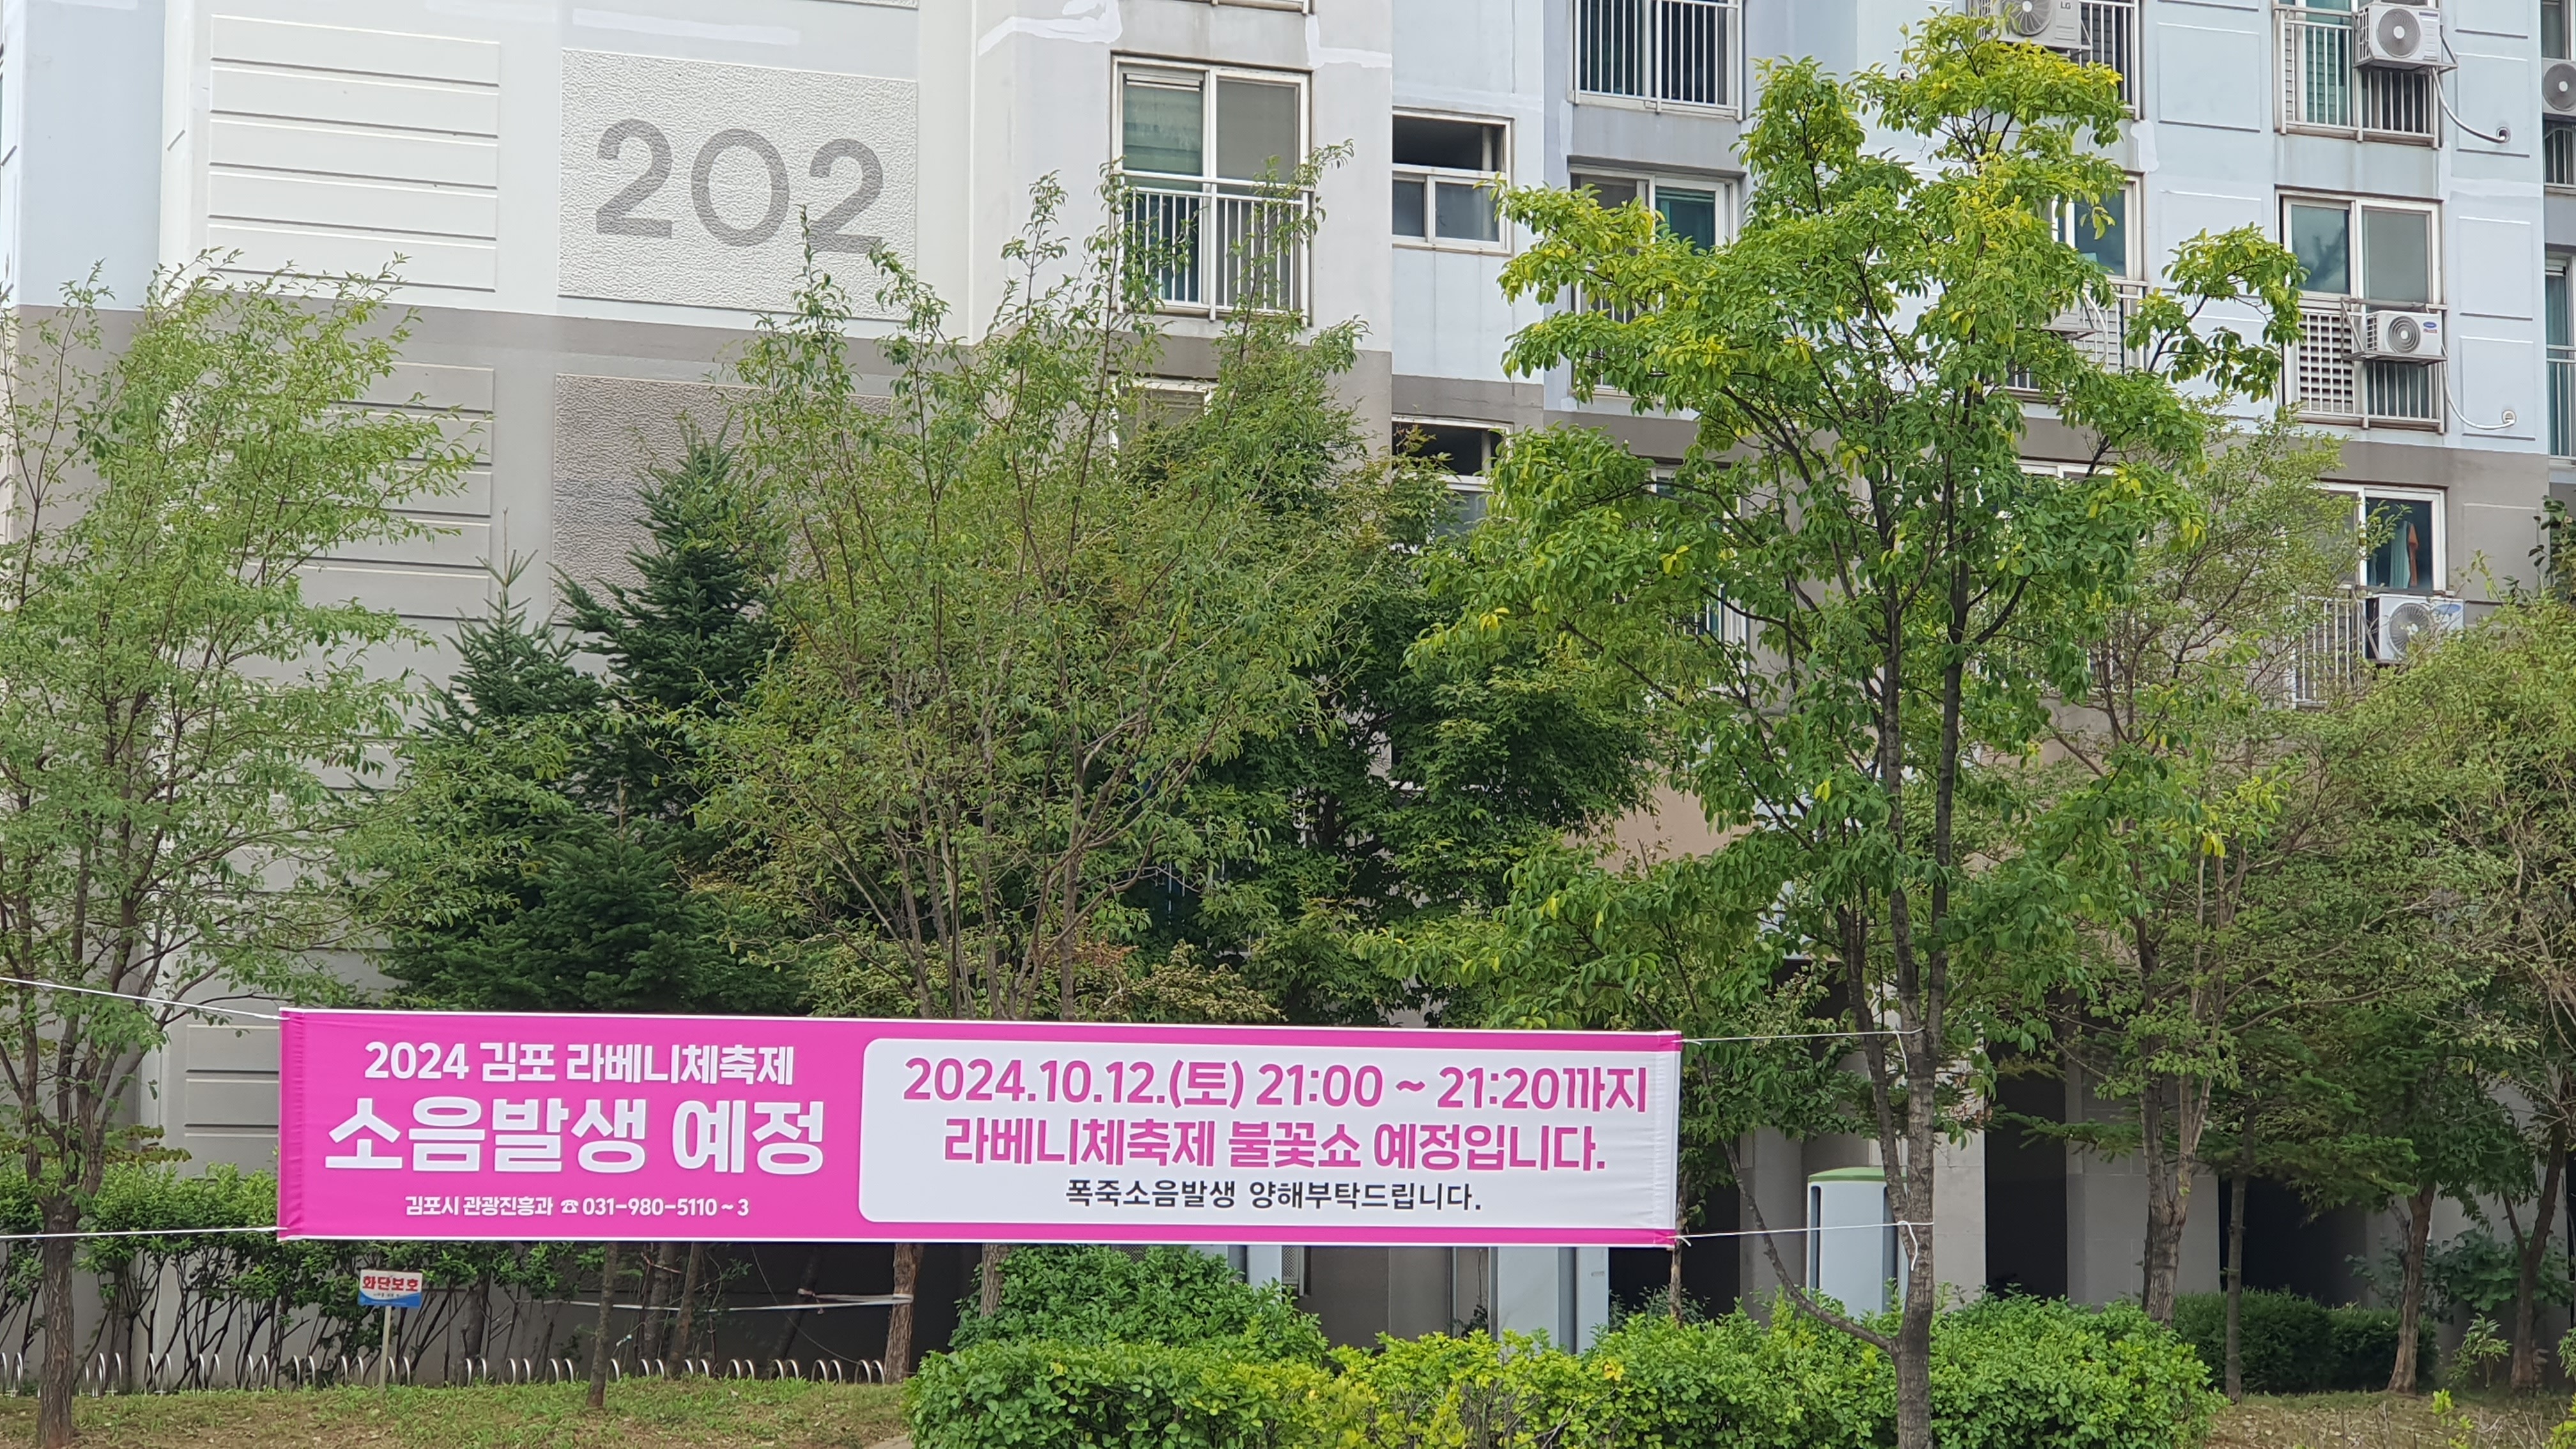 202
2024 김포 라베니체축제
소음발생 예정
김포시 관광진흥과 ☎ 031-980-5110 ~ 3
2024.10.12.(토) 21:00 ~ 21:20까지
라베니체축제 불꽃쇼 예정입니다.
폭죽소음발생 양해부탁드립니다.
화단보호
LG